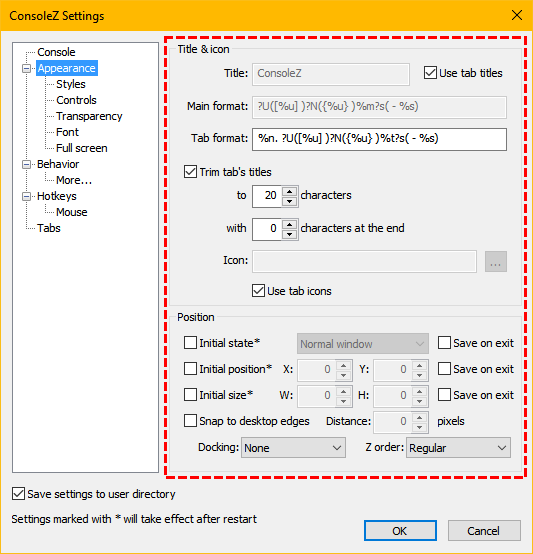 ConsoleZ Settings
Console
Appearance
Styles
Controls
Transparency
Font
Full screen
Behavior
More...
Hotkeys
Mouse
Tabs
Title & icon
Title: ConsoleZ Use tab titles
Main format: ?U([%u] )?N({%u} )%m?s( - %s)
Tab format: %n. ?U([%u] )?N({%u} )%t?s( - %s)
Trim tab's titles
to 20 characters
with 0 characters at the end
Icon: ...
Use tab icons
Position
Initial state* Normal window Save on exit
Initial position* X: 0 Y: 0 Save on exit
Initial size* W: 0 H: 0 Save on exit
Snap to desktop edges Distance: 0 pixels
Docking: None Z order: Regular
Save settings to user directory
Settings marked with * will take effect after restart
OK Cancel